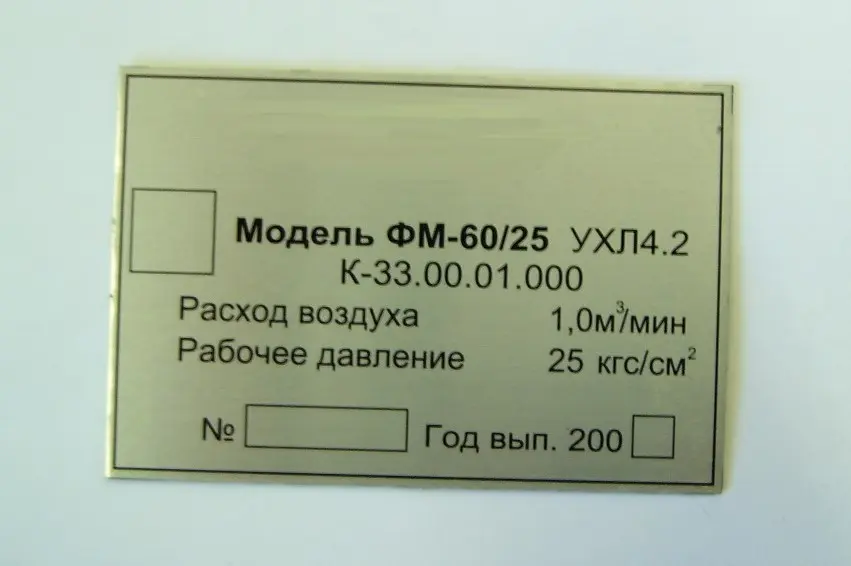 Модель ФМ-60/25 УХЛ4.2
К-33.00.01.000
Расход воздуха 1,0м³/мин
Рабочее давление 25 кгс/см²
№ Год вып. 200